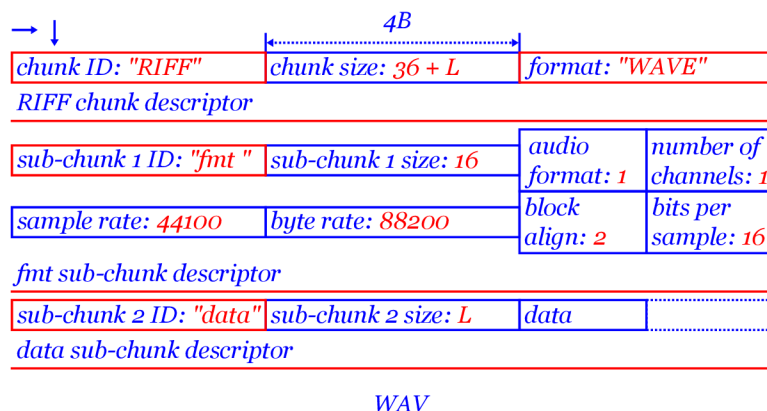 4B
chunk ID: "RIFF" chunk size: 36 + L format: "WAVE"
RIFF chunk descriptor
sub-chunk 1 ID: "fmt " sub-chunk 1 size: 16
audio
format: 1
number of
channels: 1
sample rate: 44100 byte rate: 88200
block
align: 2
bits per
sample: 16
fmt sub-chunk descriptor
sub-chunk 2 ID: "data" sub-chunk 2 size: L data
data sub-chunk descriptor
WAV